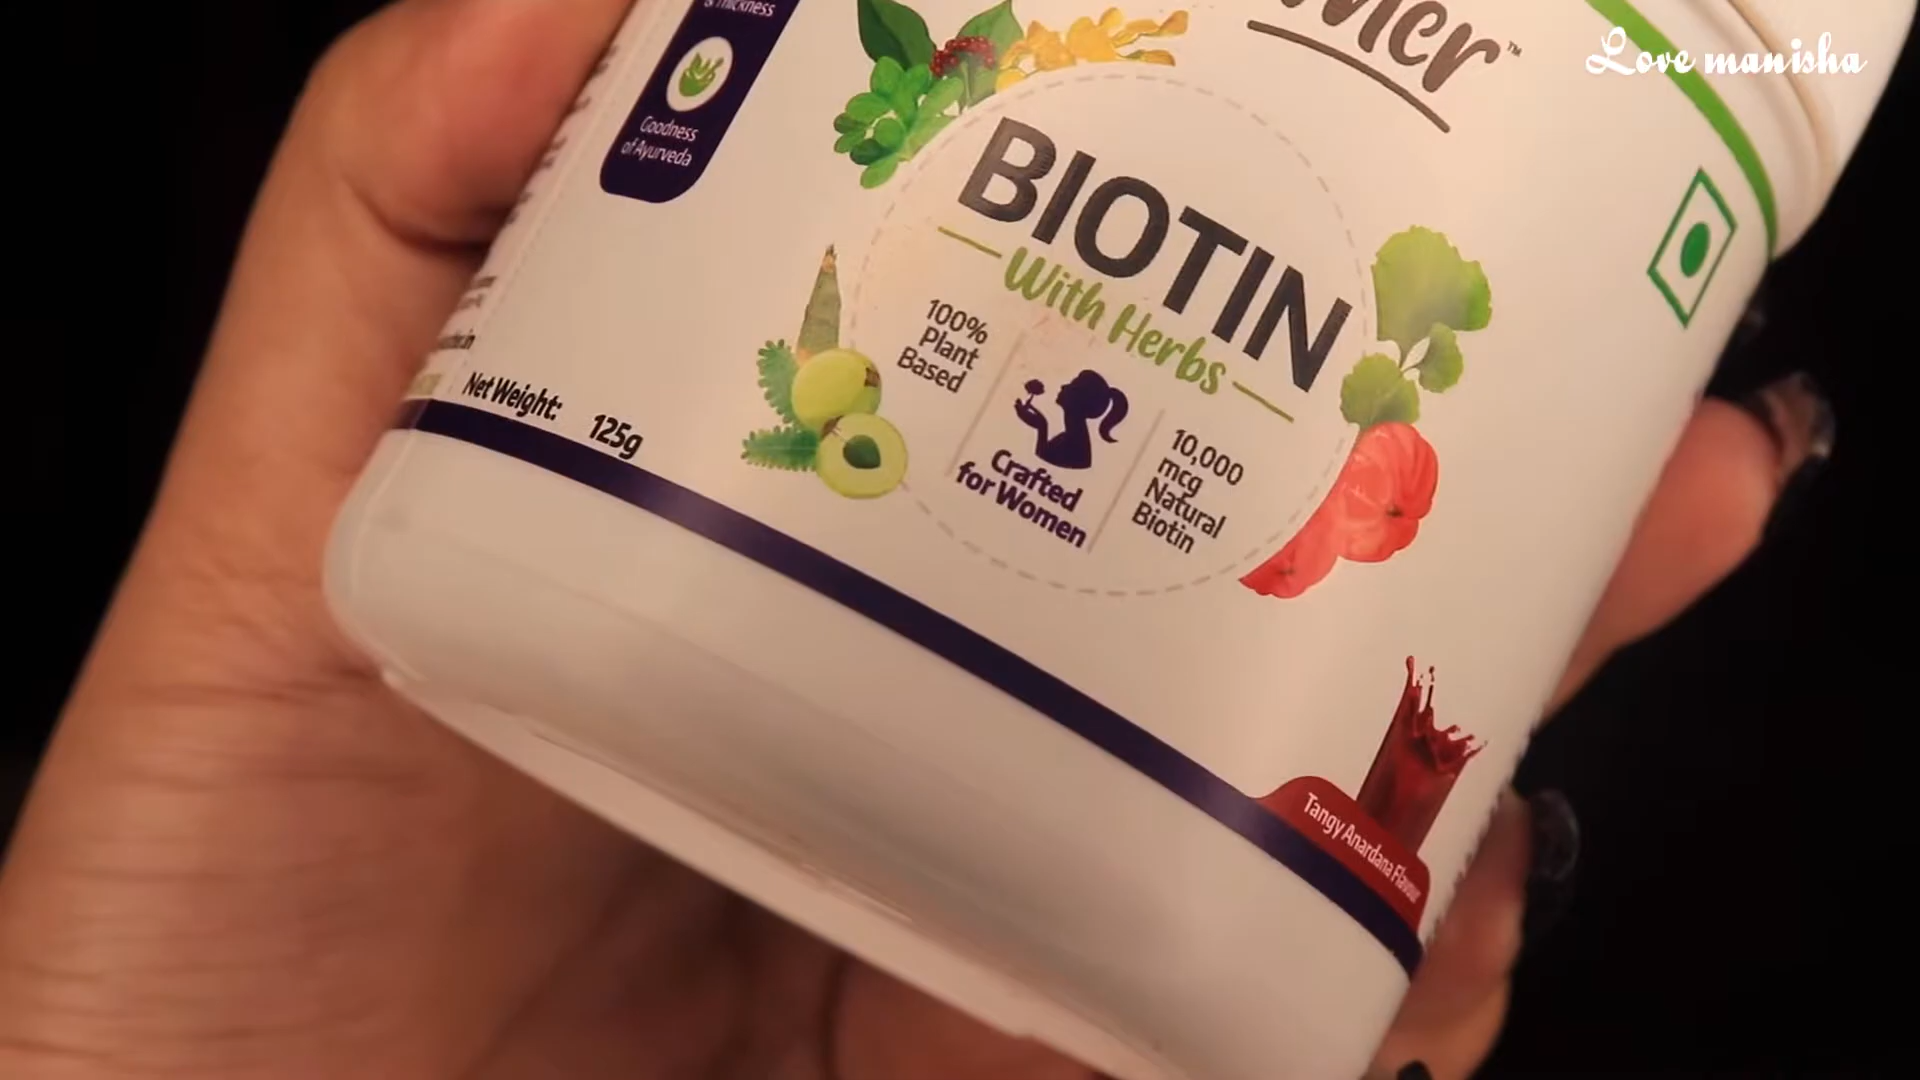 Love manisha
& Thickness
Goodness
of Ayurveda
BIOTIN
With Herbs
100%
Plant
Based
Crafted
for Women
10,000
mcg
Natural
Biotin
Net Weight: 125g
Tangy Anardana Flavour